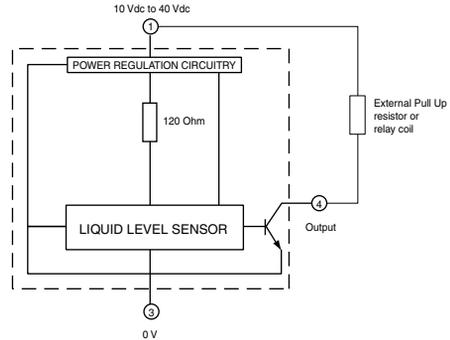 10 Vdc to 40 Vdc
1
POWER REGULATION CIRCUITRY
120 Ohm
External Pull Up
resistor or
relay coil
4
Output
LIQUID LEVEL SENSOR
3
0 V